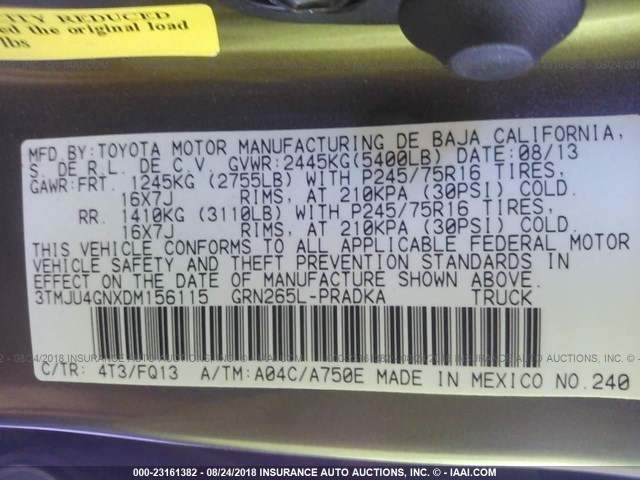 CITY REDUCED
ed the original load
lbs
MFD.BY:TOYOTA MOTOR MANUFACTURING DE BAJA CALIFORNIA,
S. DE R.L. DE C.V. GVWR:2445KG(5400LB) DATE:08/13
GAWR:FRT. 1245KG (2755LB) WITH P245/75R16 TIRES,
16X7J RIMS, AT 210KPA (30PSI) COLD.
RR. 1410KG (3110LB) WITH P245/75R16 TIRES,
16X7J RIMS, AT 210KPA (30PSI) COLD.
THIS VEHICLE CONFORMS TO ALL APPLICABLE FEDERAL MOTOR
VEHICLE SAFETY AND THEFT PREVENTION STANDARDS IN
EFFECT ON THE DATE OF MANUFACTURE SHOWN ABOVE.
3TMJU4GNXDM156115 GRN265L-PRADKA TRUCK
C/TR: 4T3/FQ13 A/TM:A04C/A750E MADE IN MEXICO NO.240
000-23161382 - 08/24/2018 INSURANCE AUTO AUCTIONS, INC. - © - IAAI.COM